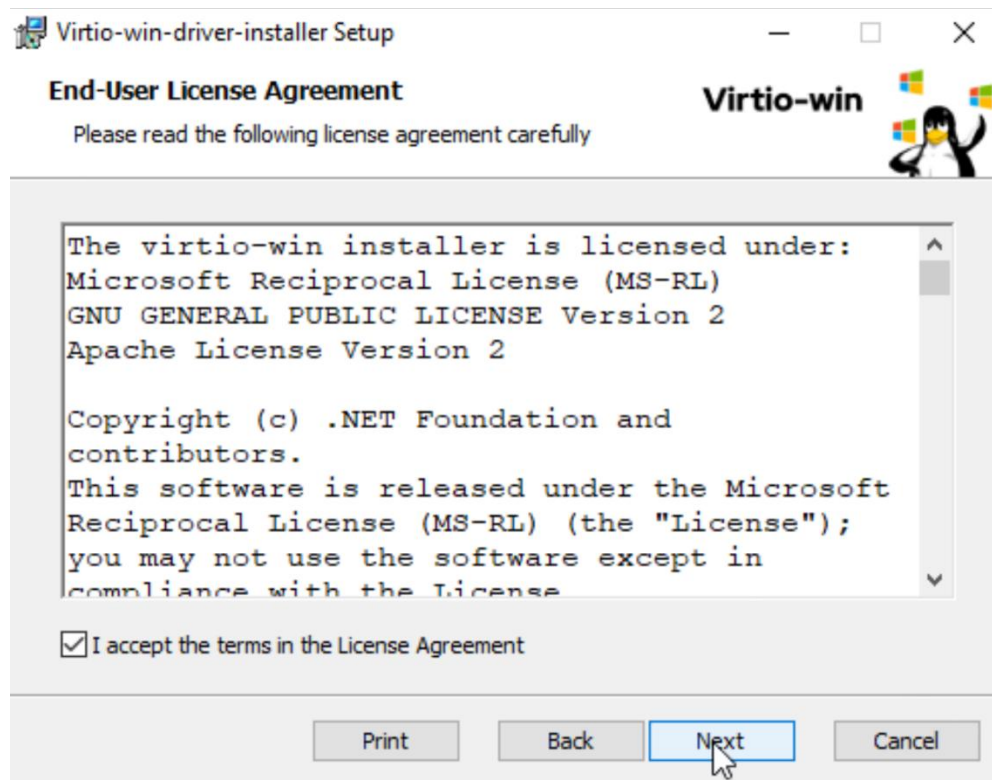 Virtio-win-driver-installer Setup
End-User License Agreement
Virtio-win
Please read the following license agreement carefully
The virtio-win installer is licensed under:
Microsoft Reciprocal License (MS-RL)
GNU GENERAL PUBLIC LICENSE Version 2
Apache License Version 2
Copyright (c) .NET Foundation and
contributors.
This software is released under the Microsoft
Reciprocal License (MS-RL) (the "License");
you may not use the software except in
compliance with the License
I accept the terms in the License Agreement
Print
Back
Next
Cancel